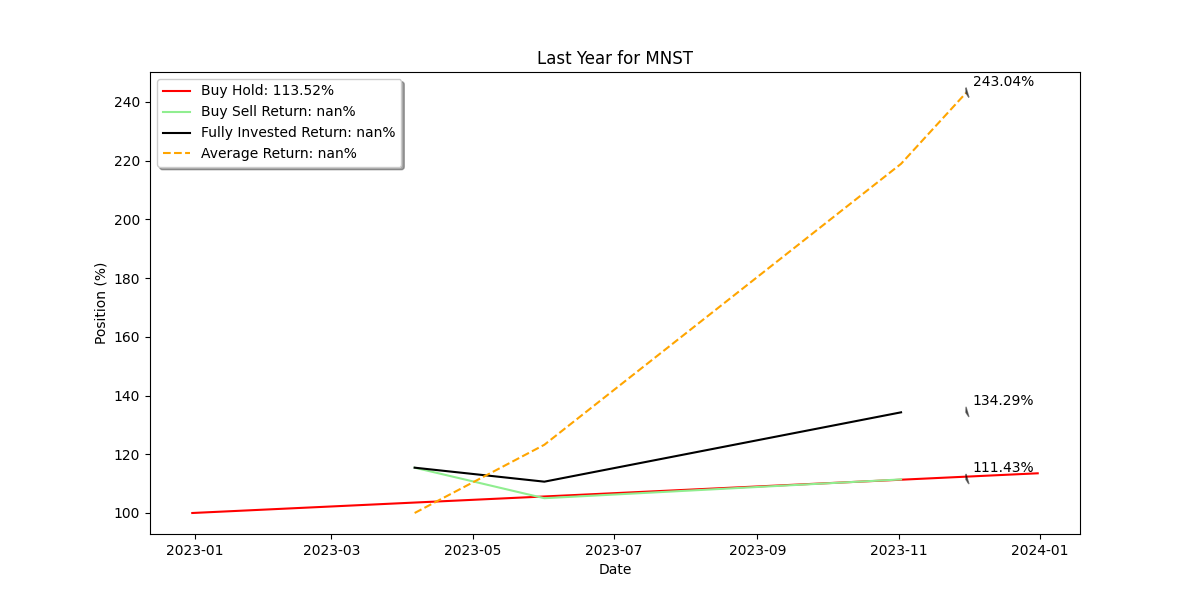 Last Year for MNST
Buy Hold: 113.52%
Buy Sell Return: nan%
Fully Invested Return: nan%
Average Return: nan%
243.04%
134.29%
111.43%
Position (%)
240
220
200
180
160
140
120
100
2023-01
2023-03
2023-05
2023-07
2023-09
2023-11
2024-01
Date